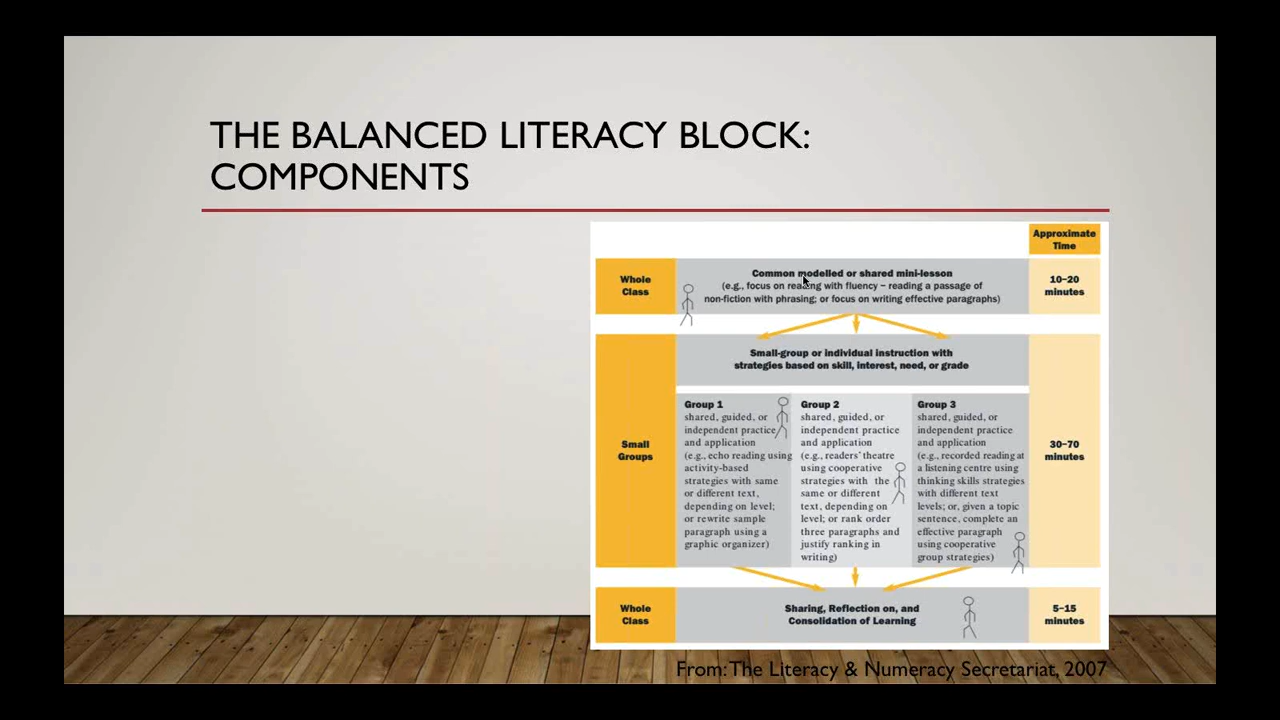 THE BALANCED LITERACY BLOCK:
COMPONENTS
Approximate
Time
Whole
Class
Common modelled or shared mini-lesson
(e.g., focus on reading with fluency – reading a passage of
non-fiction with phrasing; or focus on writing effective paragraphs)
10–20
minutes
Small-group or individual instruction with
strategies based on skill, interest, need, or grade
Small
Groups
Group 1
shared, guided, or
independent practice
and application
(e.g., echo reading using
activity-based
strategies with same
or different text,
depending on level;
or rewrite sample
paragraph using a
graphic organizer)
Group 2
shared, guided, or
independent practice
and application
(e.g., readers' theatre
using cooperative
strategies with the
same or different
text, depending on
level; or rank order
three paragraphs and
justify ranking in
writing)
Group 3
shared, guided, or
independent practice
and application
(e.g., recorded reading at
a listening centre using
thinking skills strategies
with different text
levels; or, given a topic
sentence, complete an
effective paragraph
using cooperative
group strategies)
30–70
minutes
Whole
Class
Sharing, Reflection on, and
Consolidation of Learning
5–15
minutes
From: The Literacy & Numeracy Secretariat, 2007